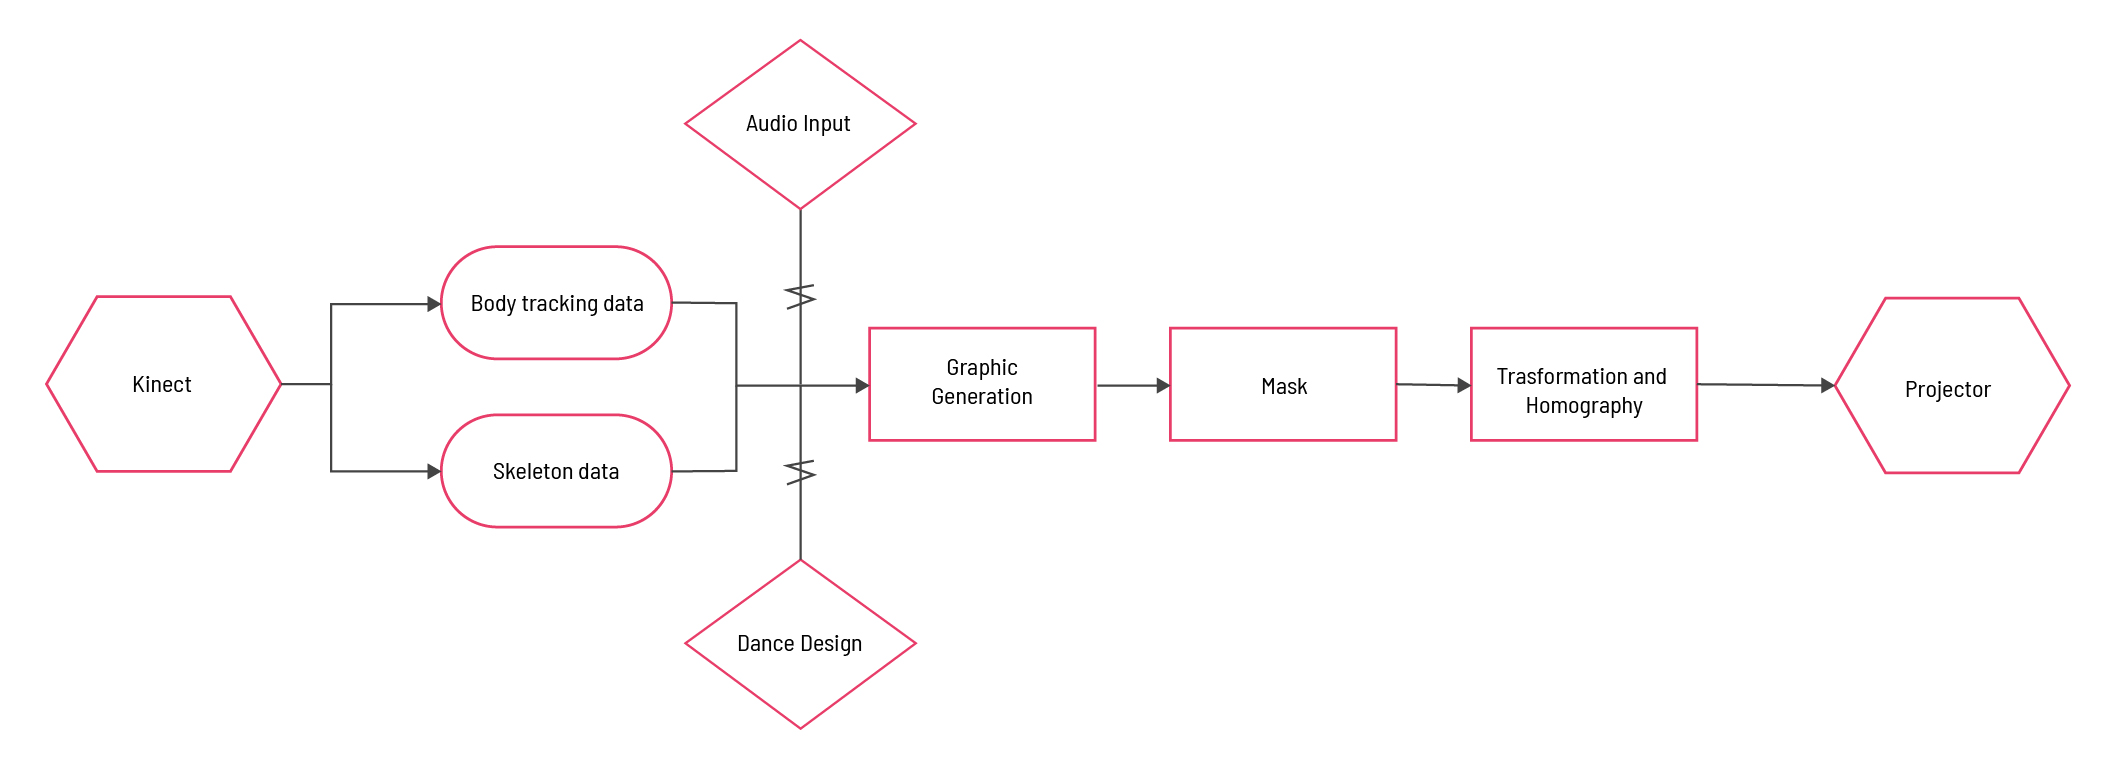 Audio Input
Body tracking data
Kinect
Skeleton data
Graphic
Generation
Mask
Trasformation and
Homography
Projector
Dance Design